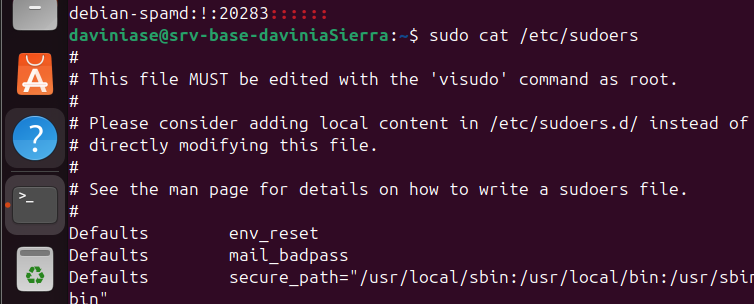 debian-spamd:!:20283::::::
daviniase@srv-base-daviniaSierra:~$ sudo cat /etc/sudoers
#
# This file MUST be edited with the 'visudo' command as root.
#
# Please consider adding local content in /etc/sudoers.d/ instead of
# directly modifying this file.
#
# See the man page for details on how to write a sudoers file.
#
Defaults        env_reset
Defaults        mail_badpass
Defaults        secure_path="/usr/local/sbin:/usr/local/bin:/usr/sbin
bin"